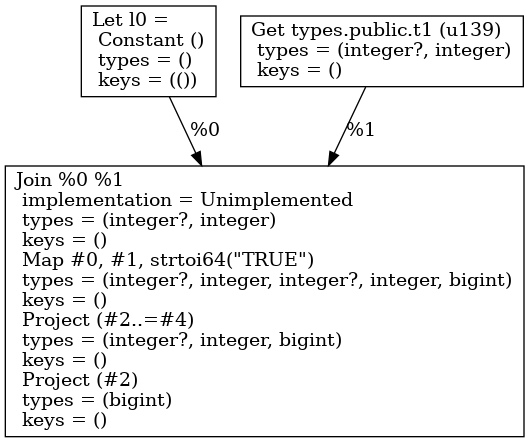 Let l0 =
Constant ()
types = ()
keys = (())
Get types.public.t1 (u139)
types = (integer?, integer)
keys = ()
%0
%1
Join %0 %1
implementation = Unimplemented
types = (integer?, integer)
keys = ()
Map #0, #1, strtoi64("TRUE")
types = (integer?, integer, integer?, integer, bigint)
keys = ()
Project (#2..=#4)
types = (integer?, integer, bigint)
keys = ()
Project (#2)
types = (bigint)
keys = ()